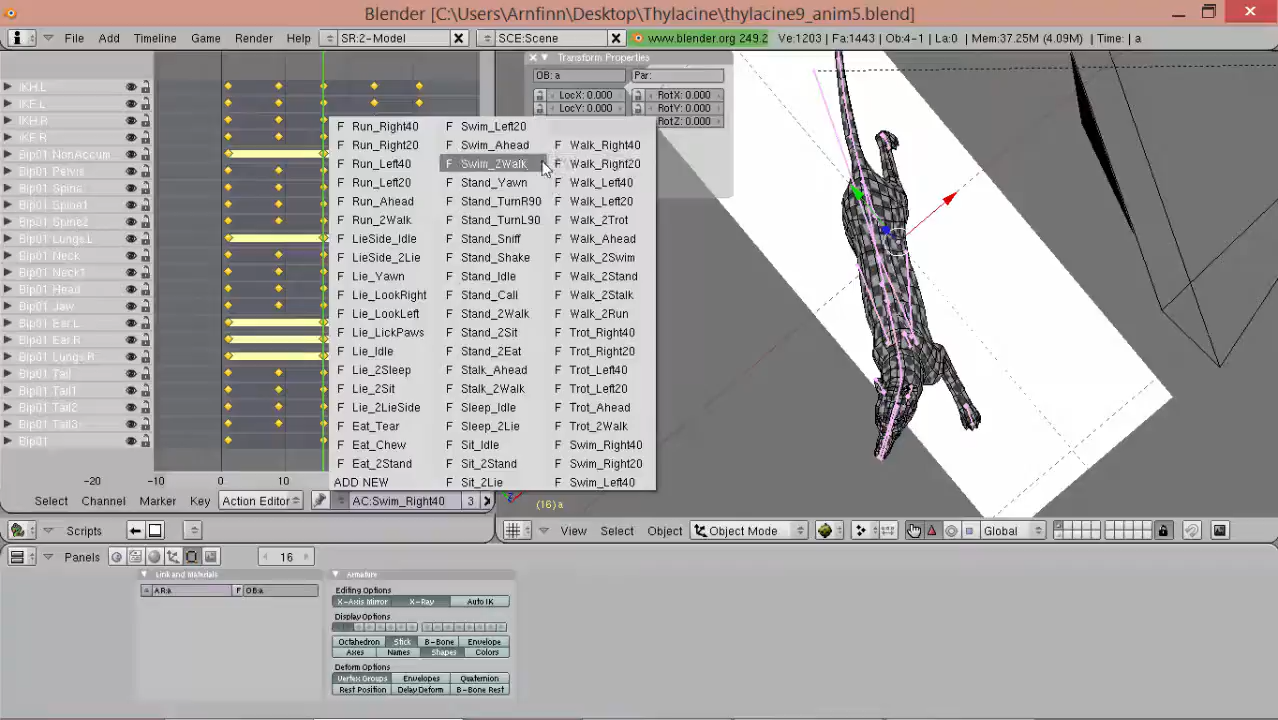 Blender [C:\Users\Arnfinn\Desktop\Thylacine\thylacine9_anim5.blend]
File Add Timeline Game Render Help SR:2-Model SCE:Scene www.blender.org 249.2 Ve:1203 | Fa:1443 | Ob:4-1 | La:0 | Mem:37.25M (4.09M) | Time: | a
Transform Properties
OB: a Par:
LocX: 0.000 RotX: 0.000
LocY: 0.000 RotY: 0.000
RotZ: 0.000
IKH.L
IKF.L
IKH.R
IKF.R
Bip01 NonAccum
Bip01 Pelvis
Bip01 Spine
Bip01 Spine1
Bip01 Spine2
Bip01 Lungs.L
Bip01 Neck
Bip01 Neck1
Bip01 Head
Bip01 Jaw
Bip01 Ear.L
Bip01 Ear.R
Bip01 Lungs.R
Bip01 Tail
Bip01 Tail1
Bip01 Tail2
Bip01 Tail3
Bip01
F Run_Right40 F Swim_Left20
F Run_Right20 F Swim_Ahead F Walk_Right40
F Run_Left40 F Swim_2Walk F Walk_Right20
F Run_Left20 F Stand_Yawn F Walk_Left40
F Run_Ahead F Stand_TurnR90 F Walk_Left20
F Run_2Walk F Stand_TurnL90 F Walk_2Trot
F LieSide_Idle F Stand_Sniff F Walk_Ahead
F LieSide_2Lie F Stand_Shake F Walk_2Swim
F Lie_Yawn F Stand_Idle F Walk_2Stand
F Lie_LookRight F Stand_Call F Walk_2Stalk
F Lie_LookLeft F Stand_2Walk F Walk_2Run
F Lie_LickPaws F Stand_2Sit F Trot_Right40
F Lie_Idle F Stand_2Eat F Trot_Right20
F Lie_2Sleep F Stalk_Ahead F Trot_Left40
F Lie_2Sit F Stalk_2Walk F Trot_Left20
F Lie_2LieSide F Sleep_Idle F Trot_Ahead
F Eat_Tear F Sleep_2Lie F Trot_2Walk
F Eat_Chew F Sit_Idle F Swim_Right40
F Eat_2Stand F Sit_2Stand F Swim_Right20
ADD NEW F Sit_2Lie F Swim_Left40
-20 -10 0 10
Select Channel Marker Key Action Editor AC:Swim_Right40 3
(16) a
Scripts
View Select Object Object Mode Global
Panels 16
Link and Materials
AR:a F OB:a
Armature
Editing Options
X-Axis Mirror X-Ray Auto IK
Display Options
Octahedron Stick B-Bone Envelope
Axes Names Shapes Colors
Deform Options
Vertex Groups Envelopes Quaternion
Rest Position Delay Deform B-Bone Rest